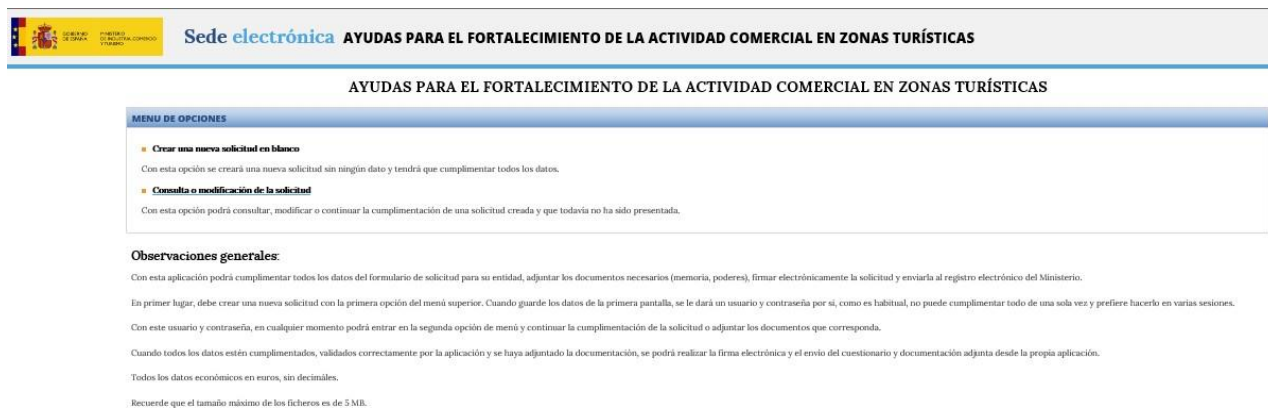 GOBIERNO
DE ESPAÑA
MINISTERIO
DE INDUSTRIA, COMERCIO
Y TURISMO
Sede electrónica AYUDAS PARA EL FORTALECIMIENTO DE LA ACTIVIDAD COMERCIAL EN ZONAS TURÍSTICAS
AYUDAS PARA EL FORTALECIMIENTO DE LA ACTIVIDAD COMERCIAL EN ZONAS TURÍSTICAS
MENU DE OPCIONES
Crear una nueva solicitud en blanco
Con esta opción se creará una nueva solicitud sin ningún dato y tendrá que cumplimentar todos los datos.
Consulta o modificación de la solicitud
Con esta opción podrá consultar, modificar o continuar la cumplimentación de una solicitud creada y que todavía no ha sido presentada.
Observaciones generales:
Con esta aplicación podrá cumplimentar todos los datos del formulario de solicitud para su entidad, adjuntar los documentos necesarios (memoria, poderes), firmar electrónicamente la solicitud y enviarla al registro electrónico del Ministerio.
En primer lugar, debe crear una nueva solicitud con la primera opción del menú superior. Cuando guarde los datos de la primera pantalla, se le dará un usuario y contraseña por si, como es habitual, no puede cumplimentar todo de una sola vez y prefiere hacerlo en varias sesiones.
Con este usuario y contraseña, en cualquier momento podrá entrar en la segunda opción de menú y continuar la cumplimentación de la solicitud o adjuntar los documentos que corresponda.
Cuando todos los datos estén cumplimentados, validados correctamente por la aplicación y se haya adjuntado la documentación, se podrá realizar la firma electrónica y el envío del cuestionario y documentación adjunta desde la propia aplicación.
Todos los datos económicos en euros, sin decimáles.
Recuerde que el tamaño máximo de los ficheros es de 5 MB.